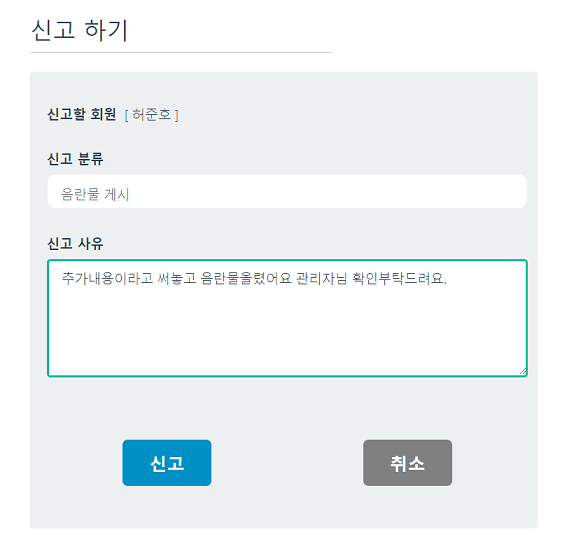 신고 하기
신고할 회원 [ 허준호 ]
신고 분류
음란물 게시
신고 사유
추가내용이라고 써놓고 음란물올렸어요 관리자님 확인부탁드려요.
신고 취소